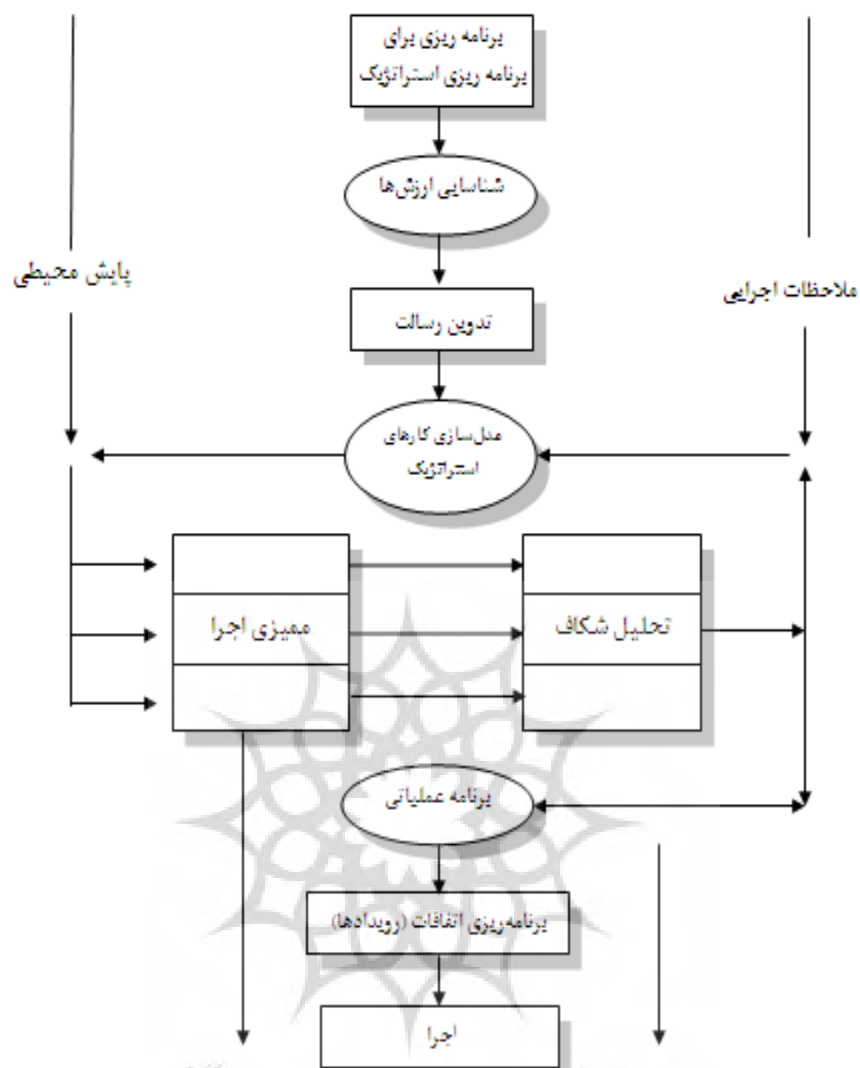 برنامه ریزی برای
برنامه ریزی استراتژیک
شناسایی ارزش‌ها
پایش محیطی
ملاحظات اجرایی
تدوین رسالت
مدل‌سازی کارهای
استراتژیک
ممیزی اجرا
تحلیل شکاف
برنامه عملیاتی
برنامه‌ریزی اتفاقات (رویدادها)
اجرا